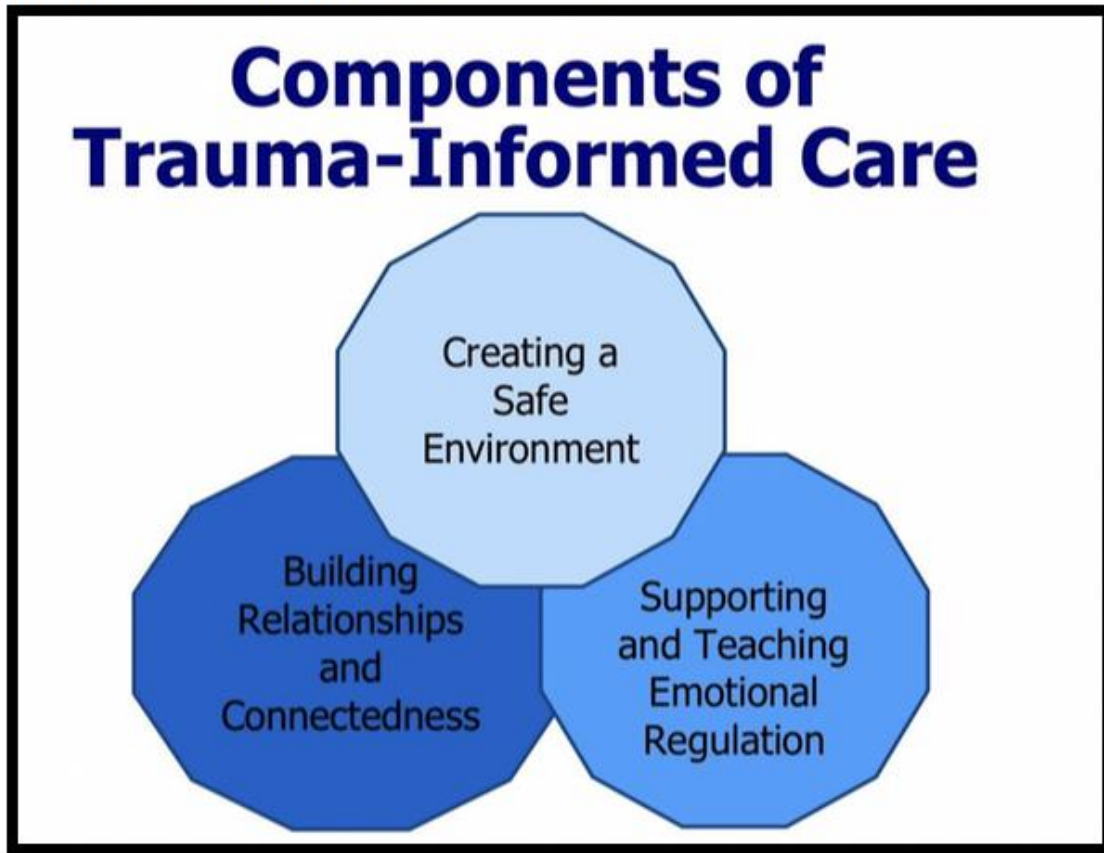 Components of
Trauma-Informed Care
Creating a
Safe
Environment
Building
Relationships
and
Connectedness
Supporting
and Teaching
Emotional
Regulation